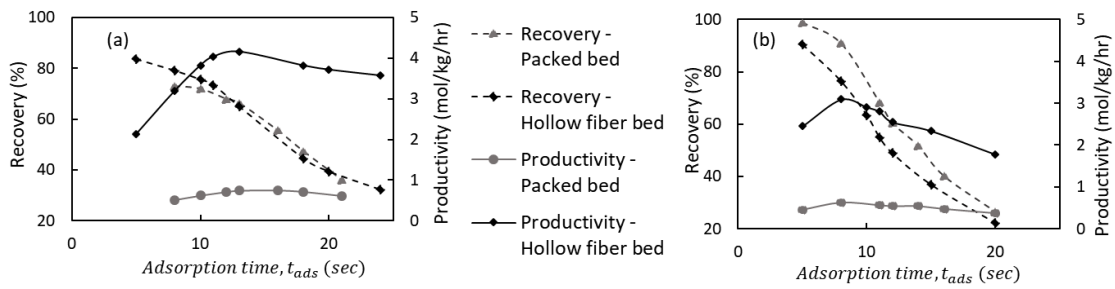 (a)
100
80
60
40
20
Recovery (%)
5
4
3
2
1
0
Productivity (mol/kg/hr)
0
10
20
Adsorption time, t_ads (sec)
Recovery -
Packed bed
Recovery -
Hollow fiber bed
Productivity -
Packed bed
Productivity -
Hollow fiber bed
(b)
100
80
60
40
20
Recovery (%)
5
4
3
2
1
0
Productivity (mol/kg/hr)
0
10
20
Adsorption time, t_ads (sec)